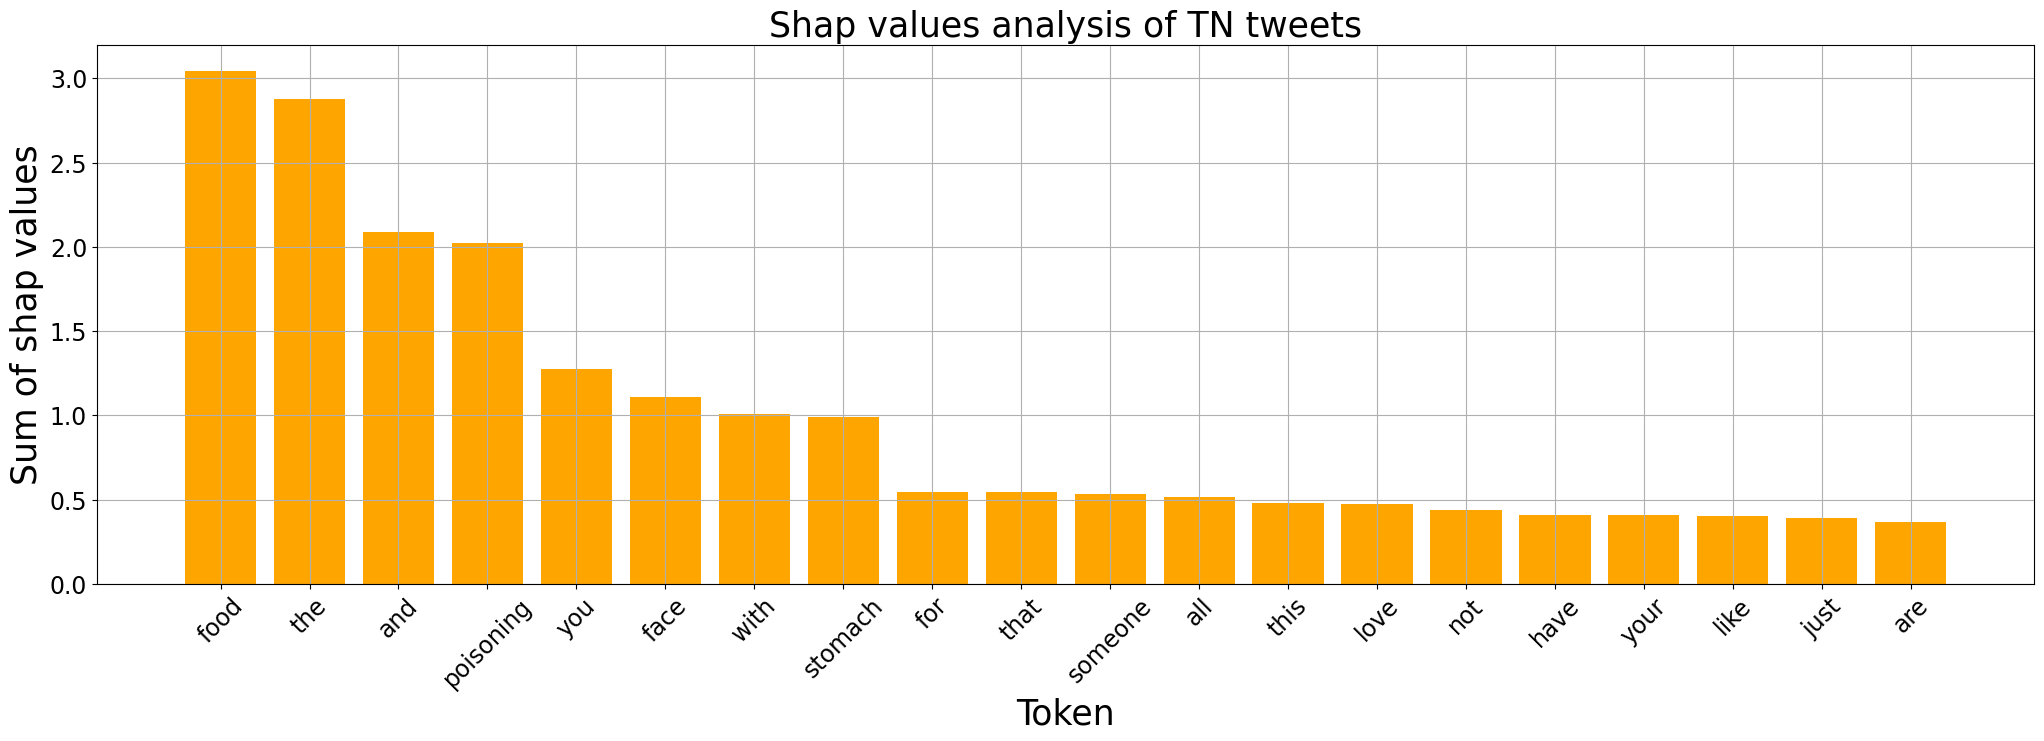 Shap values analysis of TN tweets
Sum of shap values
3.0
2.5
2.0
1.5
1.0
0.5
0.0
food
the
and
poisoning
you
face
with
stomach
for
that
someone
all
this
love
not
have
your
like
just
are
Token